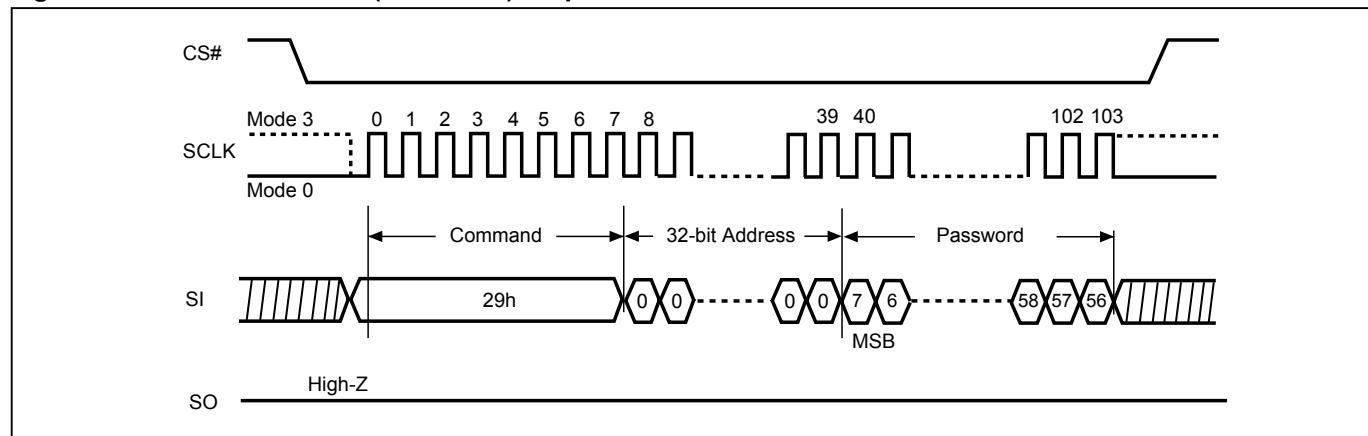 CS#
Mode 3 0 1 2 3 4 5 6 7 8 39 40 102 103
SCLK
Mode 0
Command 32-bit Address Password
SI 29h 0 0 0 0 7 6 58 57 56
MSB
High-Z
SO